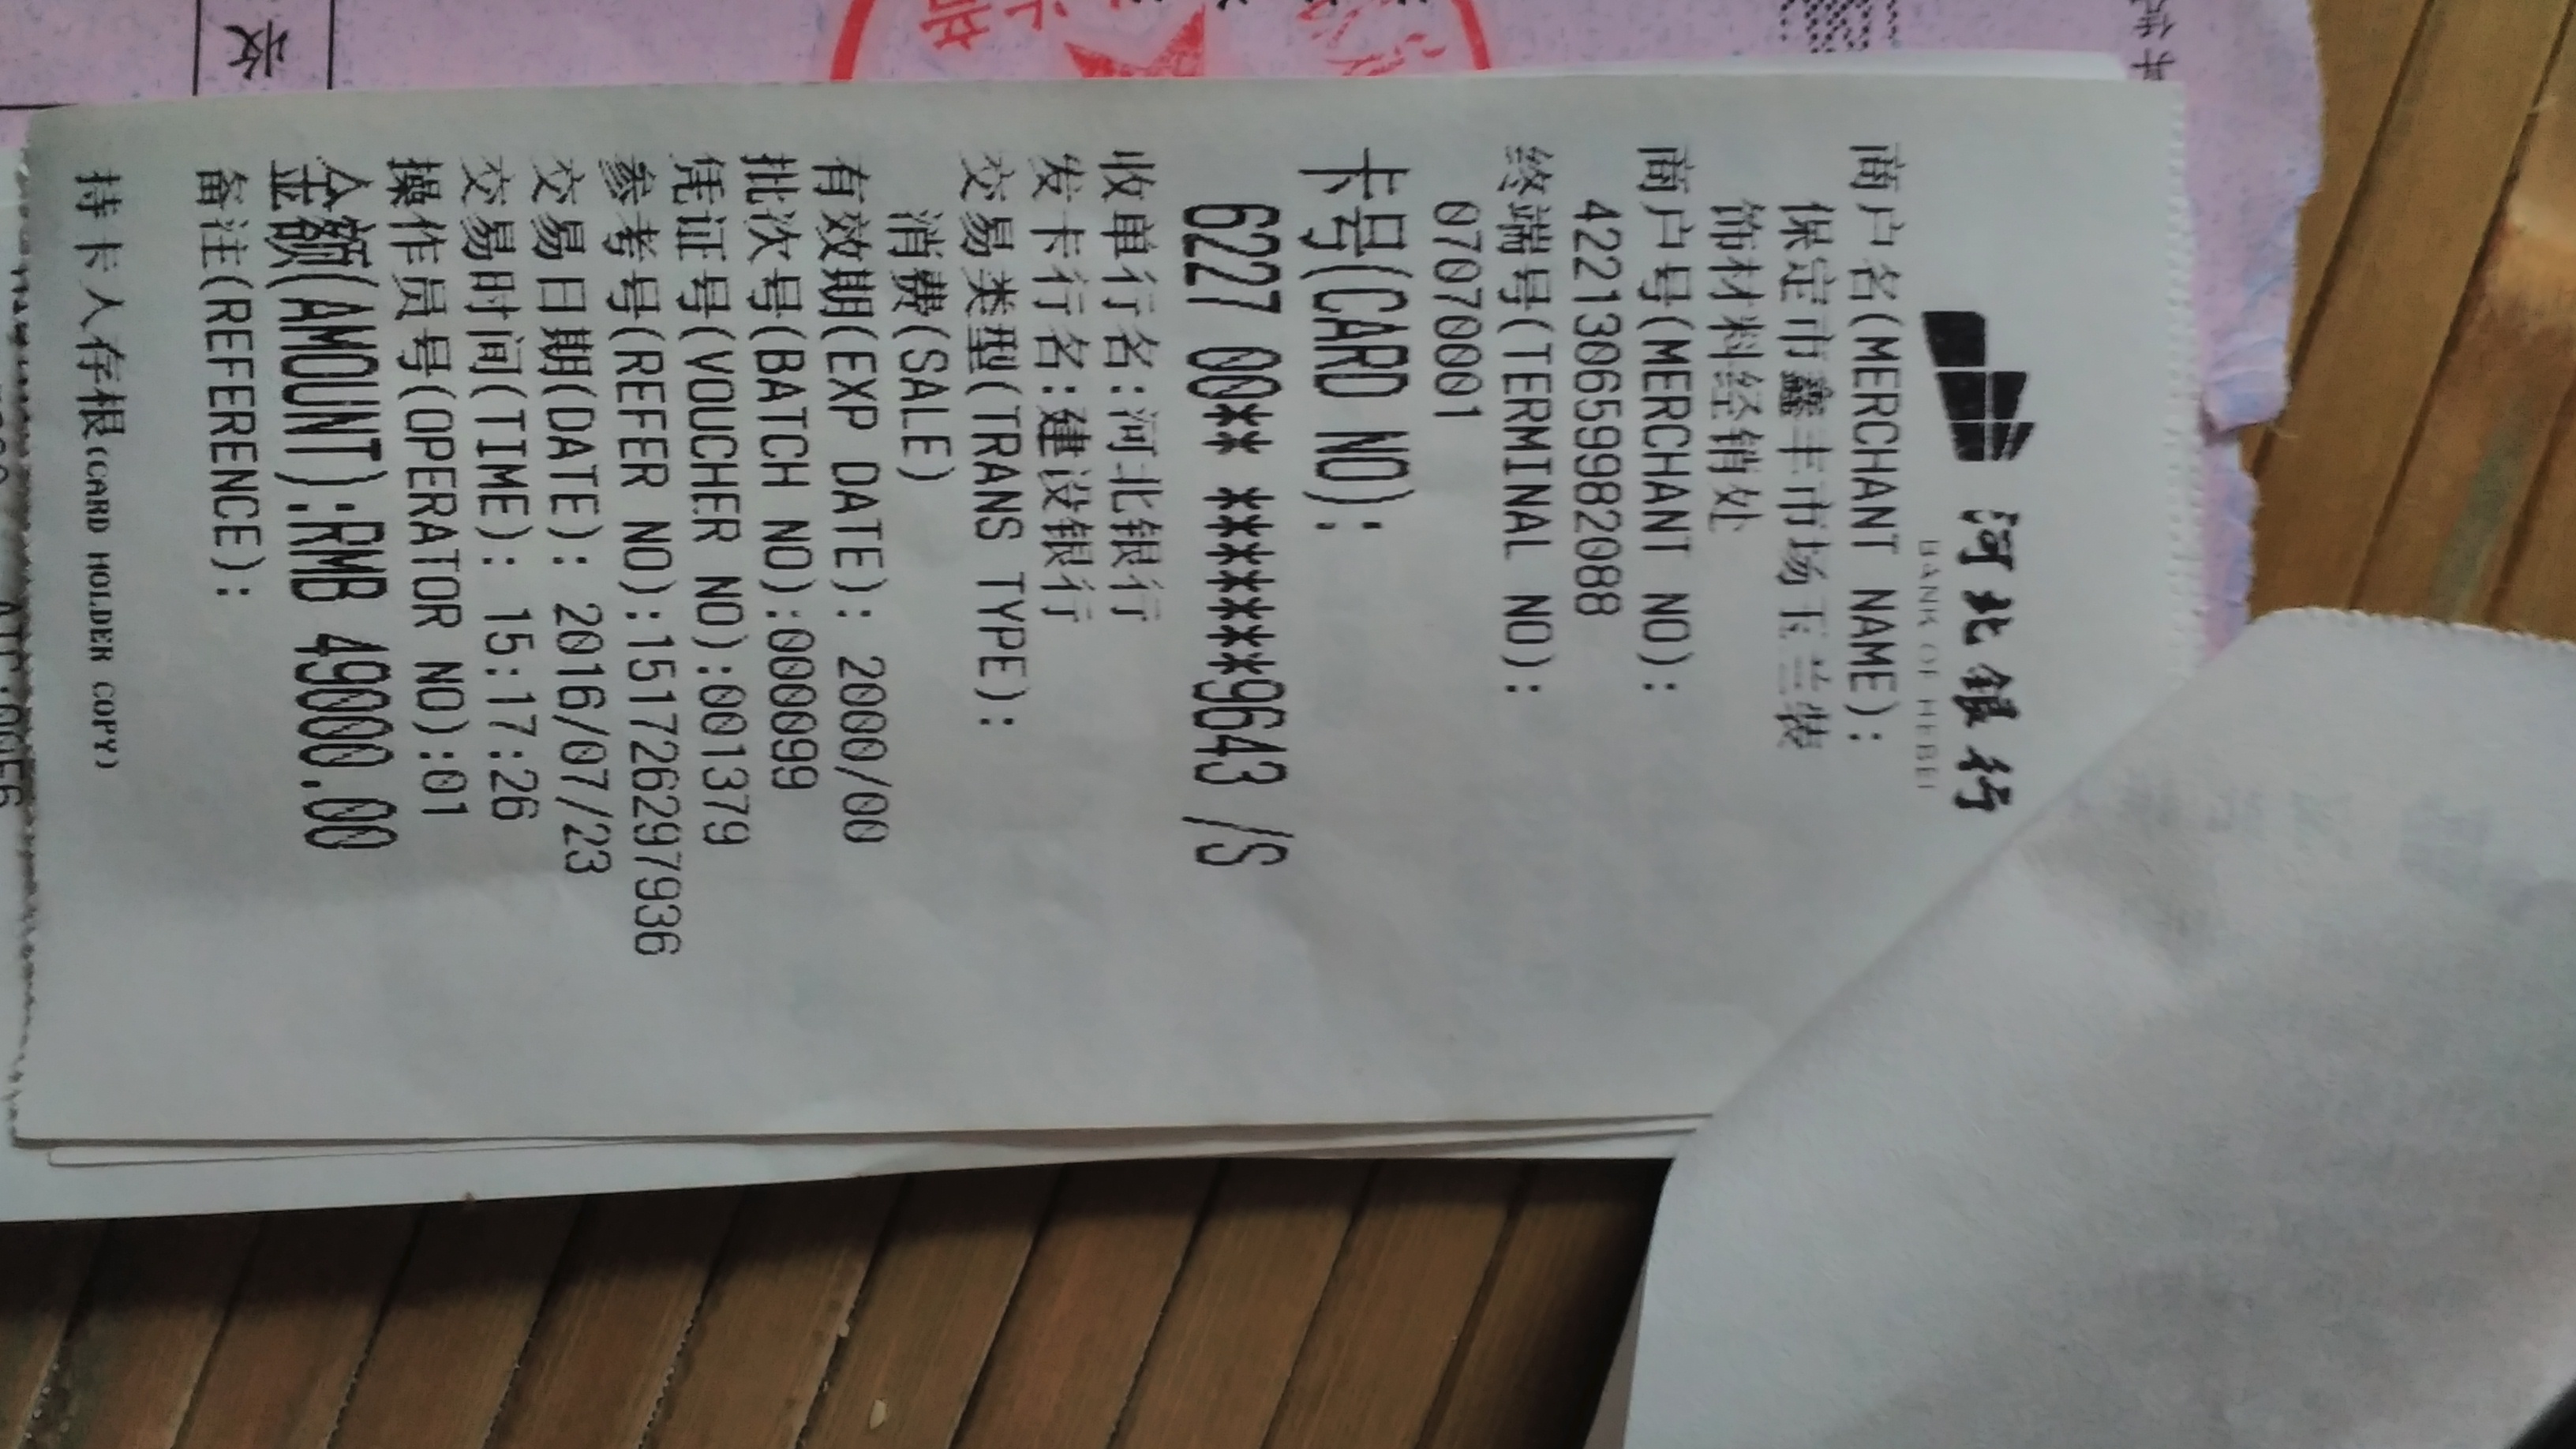 河北银行
BANK OF HEBEI
商户名(MERCHANT NAME):
保定市鑫丰市场玉兰装
饰材料经销处
商户号(MERCHANT NO):
422130659982088
终端号(TERMINAL NO):
07070001
卡号(CARD NO):
6227 00** ******9643 /S
收单行名:河北银行
发卡行名:建设银行
交易类型(TRANS TYPE):
消费(SALE)
有效期(EXP DATE): 2000/00
批次号(BATCH NO):000099
凭证号(VOUCHER NO):001379
参考号(REFER NO):151726297936
交易日期(DATE): 2016/07/23
交易时间(TIME): 15:17:26
操作员号(OPERATOR NO):01
金额(AMOUNT):RMB 49000.00
备注(REFERENCE):
持卡人存根(CARD HOLDER COPY)